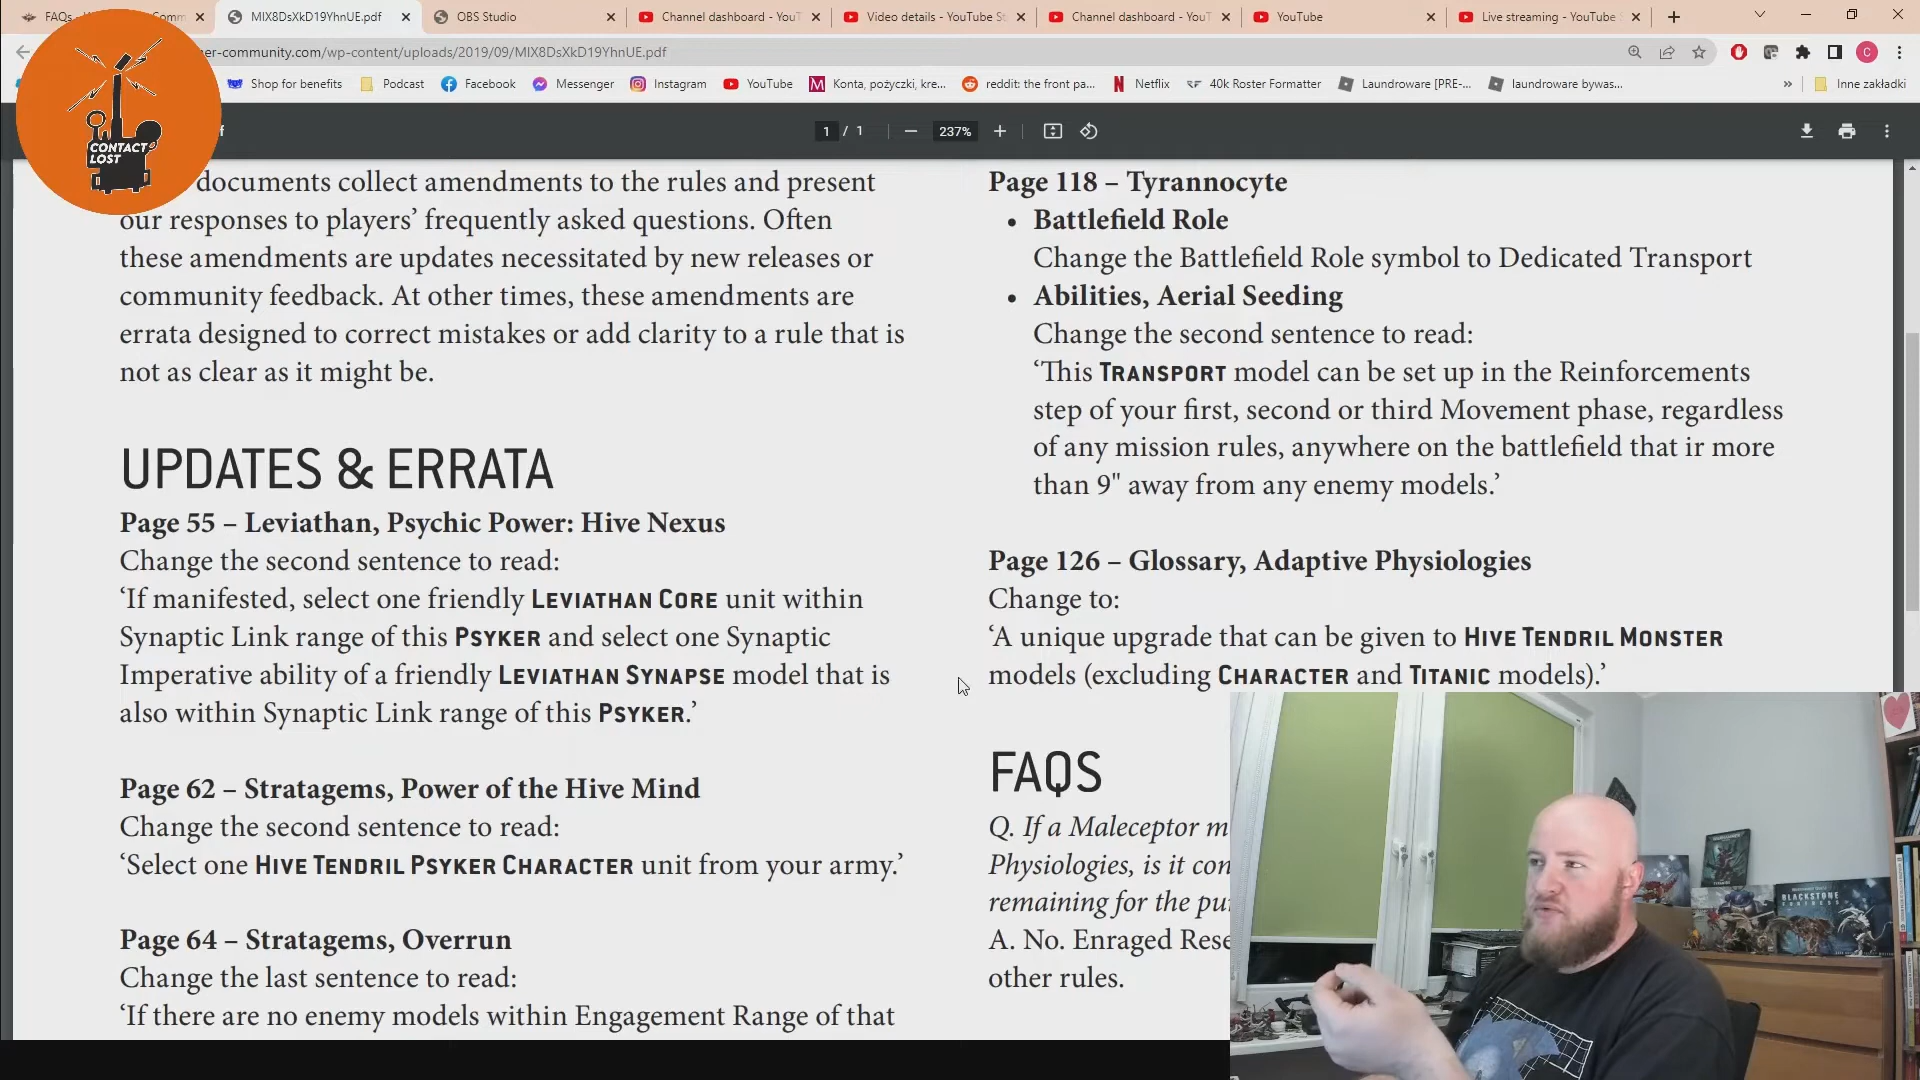 FAQs
MIX8DsXkD19YhnUE.pdf
OBS Studio
Channel dashboard - YouT
Video details - YouTube St
Channel dashboard - YouT
YouTube
Live streaming - YouTube
er-community.com/wp-content/uploads/2019/09/MIX8DsXkD19YhnUE.pdf
Shop for benefits
Podcast
Facebook
Messenger
Instagram
YouTube
Konta, pożyczki, kre...
reddit: the front pa...
Netflix
40k Roster Formatter
Laundroware [PRE-...
laundroware bywas...
»
Inne zakładki
CONTACT
LOST
1 / 1
237%
documents collect amendments to the rules and present
our responses to players’ frequently asked questions. Often
these amendments are updates necessitated by new releases or
community feedback. At other times, these amendments are
errata designed to correct mistakes or add clarity to a rule that is
not as clear as it might be.
UPDATES & ERRATA
Page 55 – Leviathan, Psychic Power: Hive Nexus
Change the second sentence to read:
‘If manifested, select one friendly LEVIATHAN CORE unit within
Synaptic Link range of this PSYKER and select one Synaptic
Imperative ability of a friendly LEVIATHAN SYNAPSE model that is
also within Synaptic Link range of this PSYKER.’
Page 62 – Stratagems, Power of the Hive Mind
Change the second sentence to read:
‘Select one HIVE TENDRIL PSYKER CHARACTER unit from your army.’
Page 64 – Stratagems, Overrun
Change the last sentence to read:
‘If there are no enemy models within Engagement Range of that
Page 118 – Tyrannocyte
• Battlefield Role
Change the Battlefield Role symbol to Dedicated Transport
• Abilities, Aerial Seeding
Change the second sentence to read:
‘This TRANSPORT model can be set up in the Reinforcements
step of your first, second or third Movement phase, regardless
of any mission rules, anywhere on the battlefield that ir more
than 9" away from any enemy models.’
Page 126 – Glossary, Adaptive Physiologies
Change to:
‘A unique upgrade that can be given to HIVE TENDRIL MONSTER
models (excluding CHARACTER and TITANIC models).’
FAQS
Q. If a Maleceptor m
Physiologies, is it con
remaining for the pu
A. No. Enraged Rese
other rules.
BLACKSTONE
FORTRESS